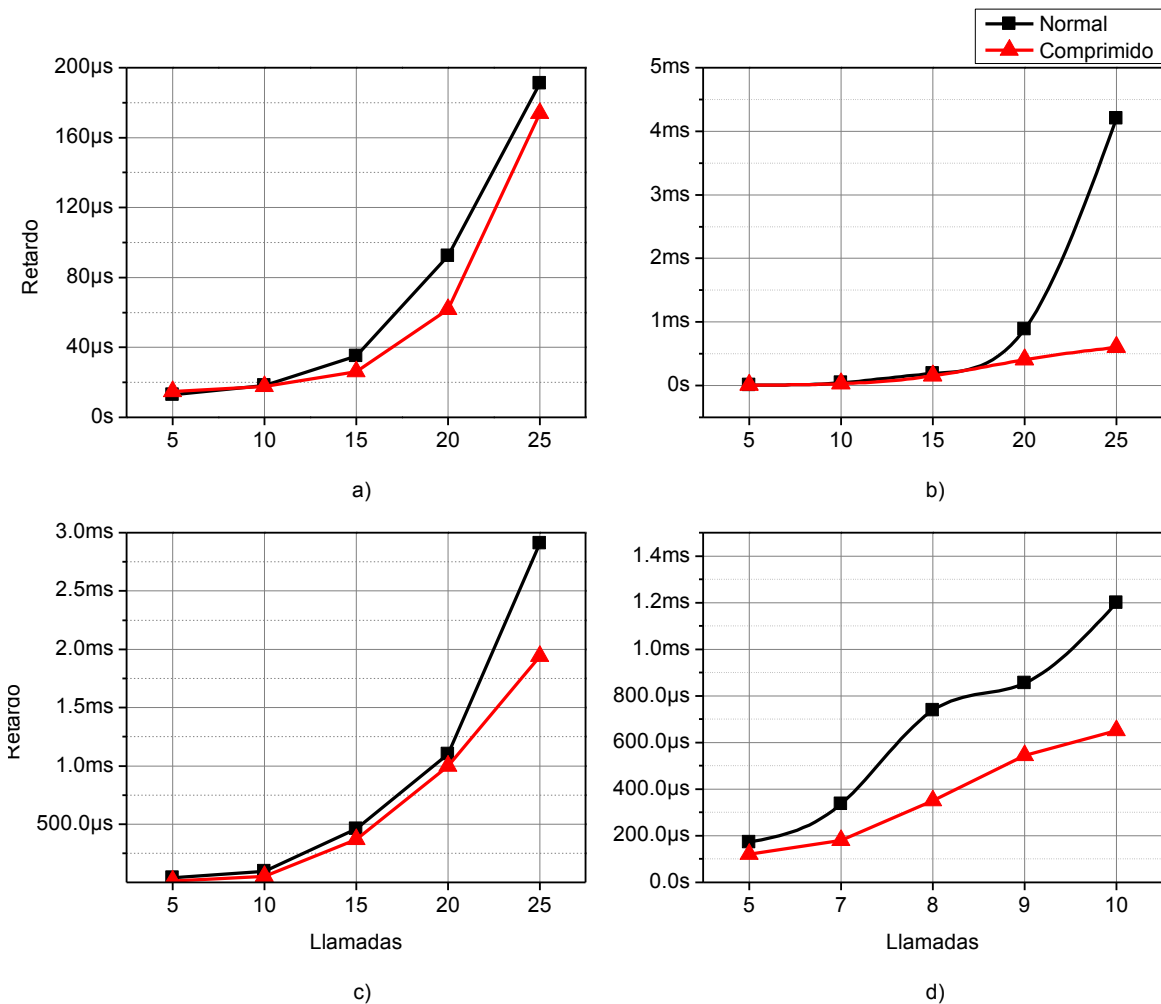 Normal
Comprimido
200µs
160µs
120µs
80µs
40µs
0s
Retardo
5 10 15 20 25
a)
5ms
4ms
3ms
2ms
1ms
0s
5 10 15 20 25
b)
3.0ms
2.5ms
2.0ms
1.5ms
1.0ms
500.0µs
Retardo
5 10 15 20 25
Llamadas
c)
1.4ms
1.2ms
1.0ms
800.0µs
600.0µs
400.0µs
200.0µs
0.0s
5 7 8 9 10
Llamadas
d)